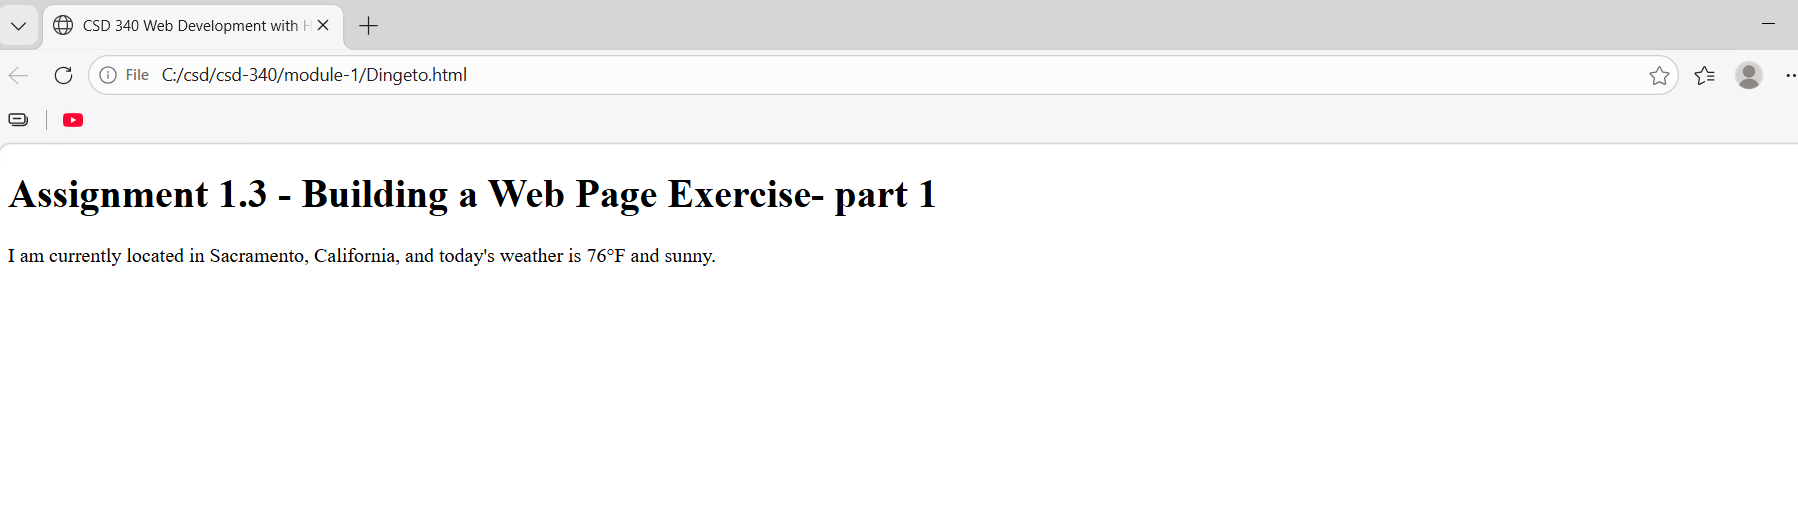 CSD 340 Web Development with H
File C:/csd/csd-340/module-1/Dingeto.html
Assignment 1.3 - Building a Web Page Exercise- part 1
I am currently located in Sacramento, California, and today's weather is 76°F and sunny.